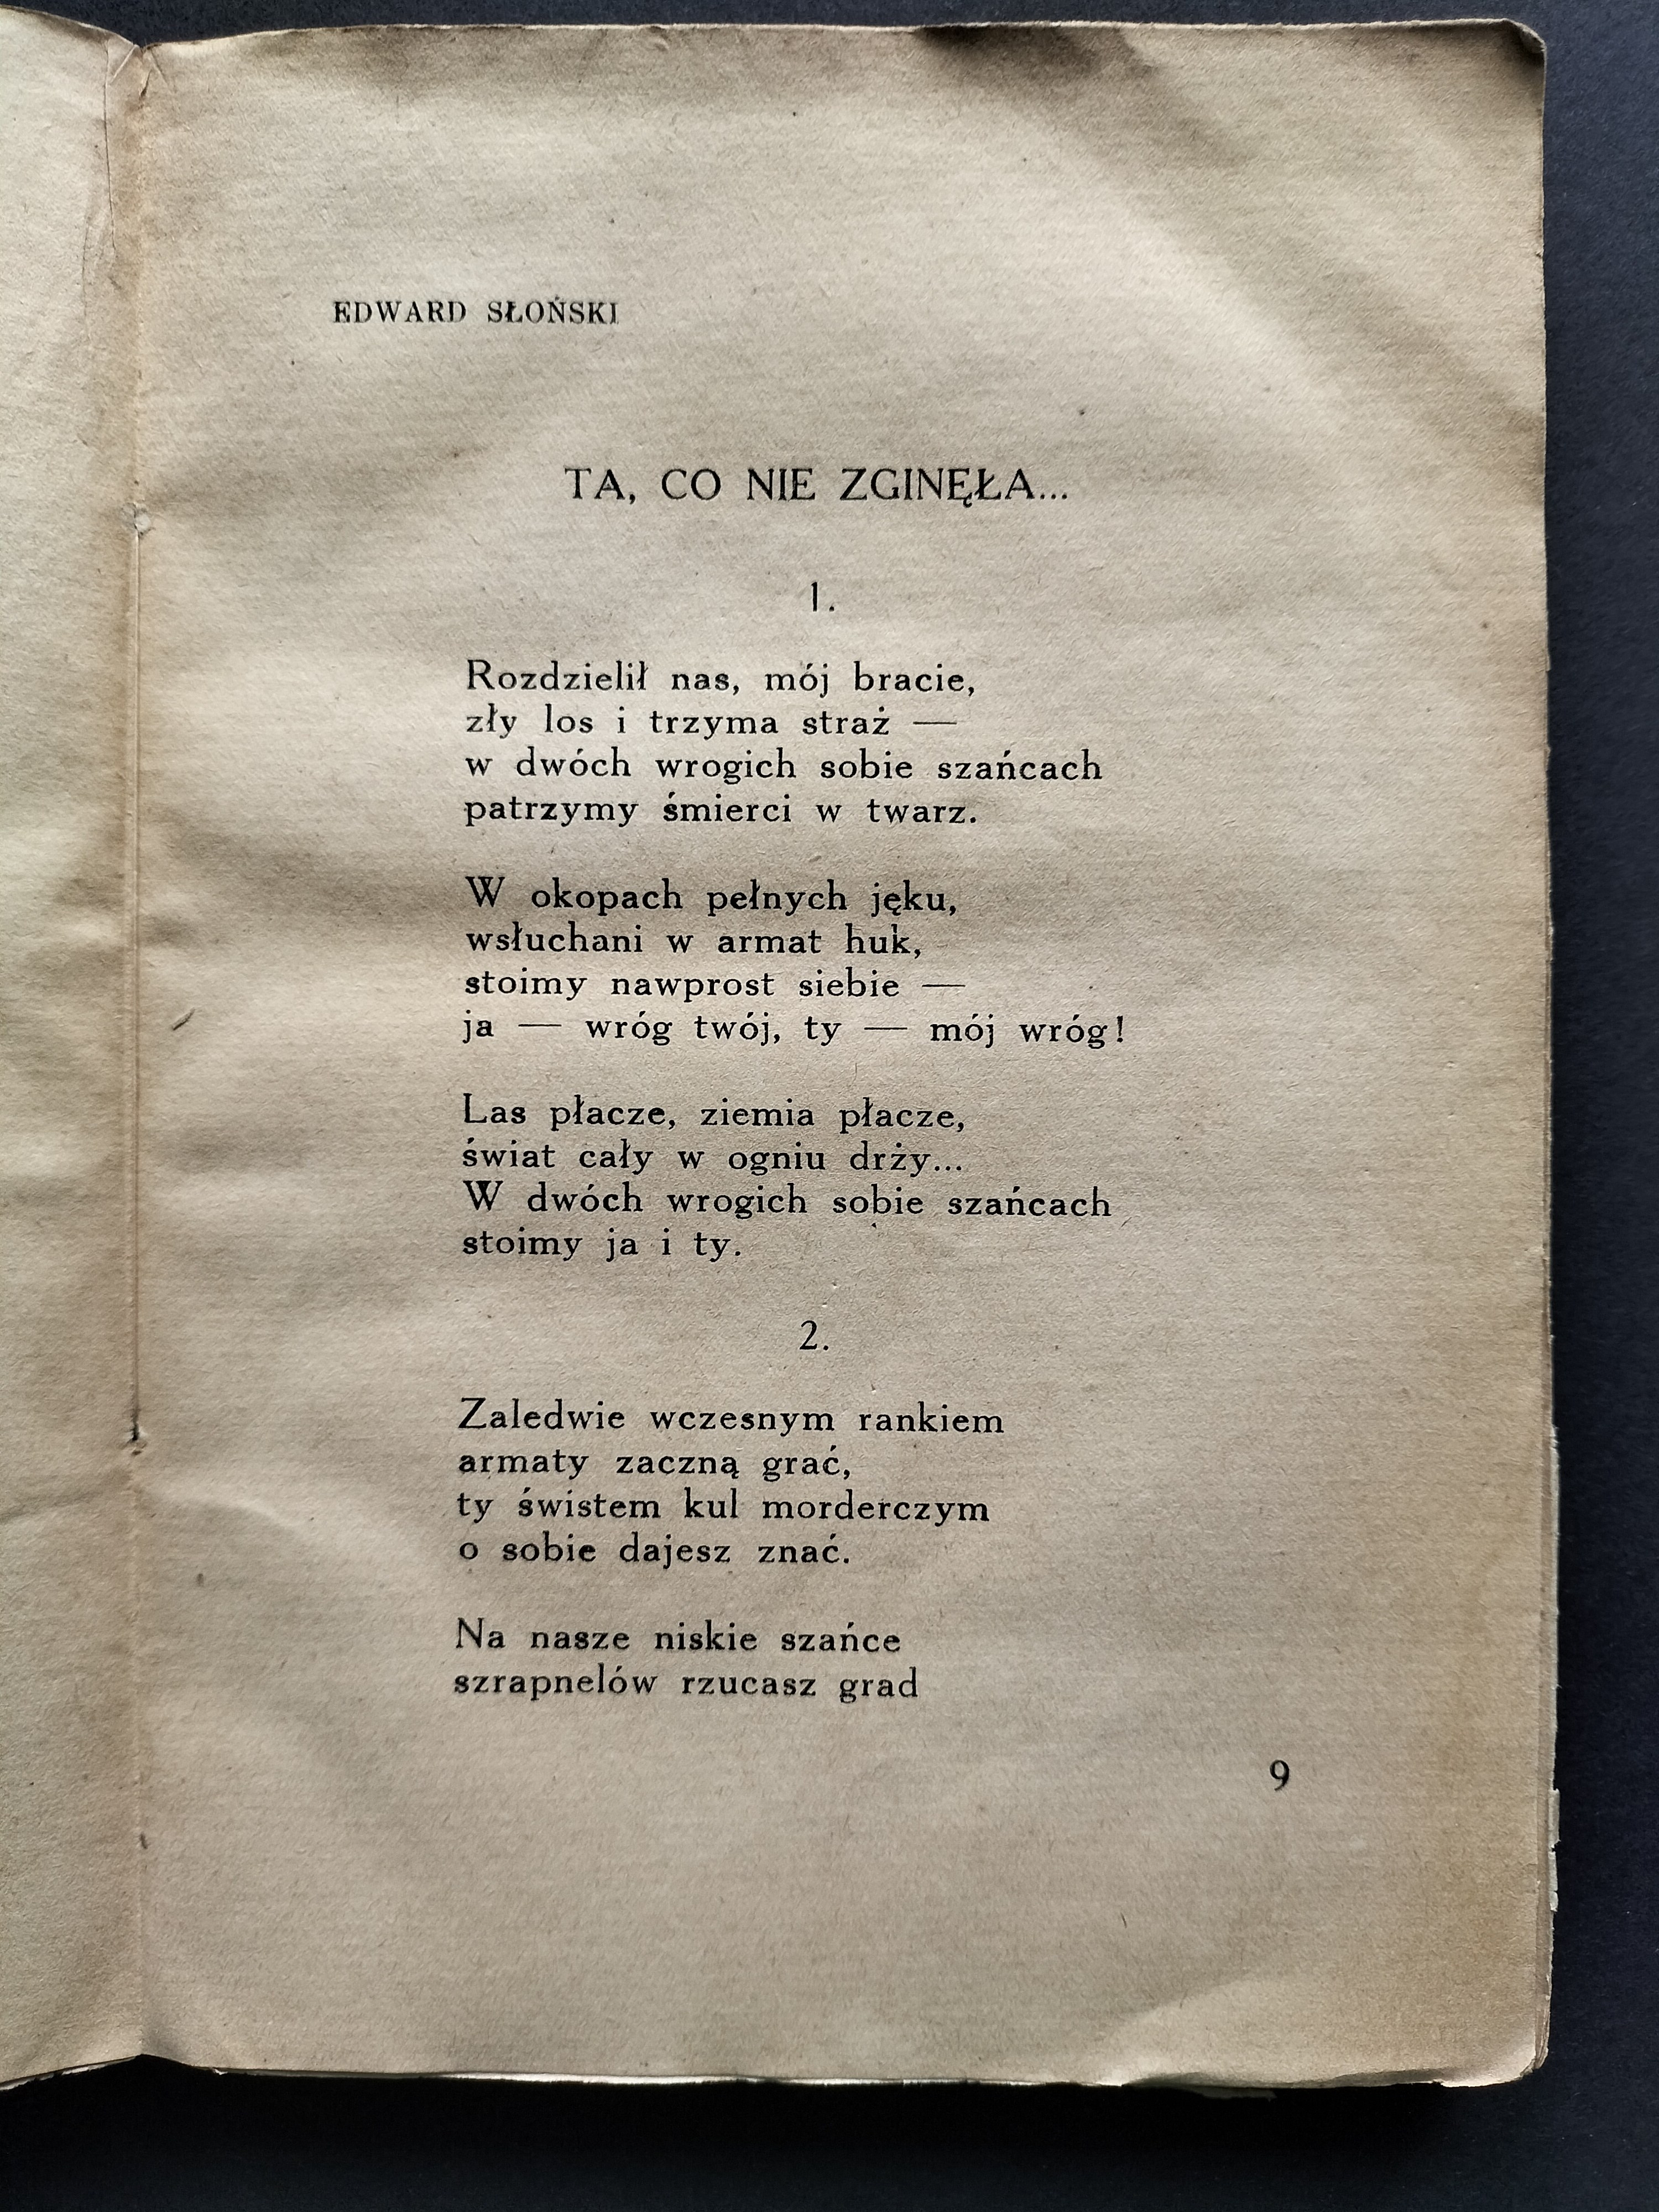 EDWARD SŁOŃSKI
TA, CO NIE ZGINĘŁA...
1.
Rozdzielił nas, mój bracie,
zły los i trzyma straż —
w dwóch wrogich sobie szańcach
patrzymy śmierci w twarz.
W okopach pełnych jęku,
wsłuchani w armat huk,
stoimy nawprost siebie —
ja — wróg twój, ty — mój wróg!
Las płacze, ziemia płacze,
świat cały w ogniu drży...
W dwóch wrogich sobie szańcach
stoimy ja i ty.
2.
Zaledwie wczesnym rankiem
armaty zaczną grać,
ty świstem kul morderczym
o sobie dajesz znać.
Na nasze niskie szańce
szrapnelów rzucasz grad
9